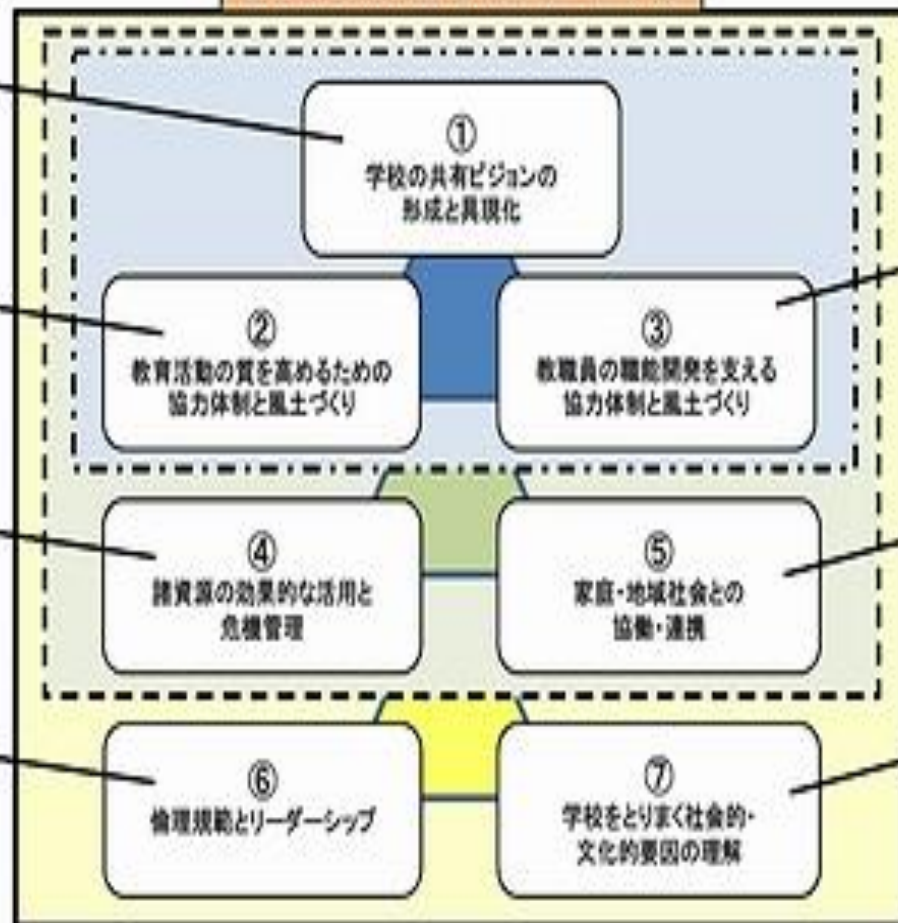 ①
学校の共有ビジョンの
形成と具現化
②
教育活動の質を高めるための
協力体制と風土づくり
③
教職員の職能開発を支える
協力体制と風土づくり
④
諸資源の効果的な活用と
危機管理
⑤
家庭・地域社会との
協働・連携
⑥
倫理規範とリーダーシップ
⑦
学校をとりまく社会的・
文化的要因の理解